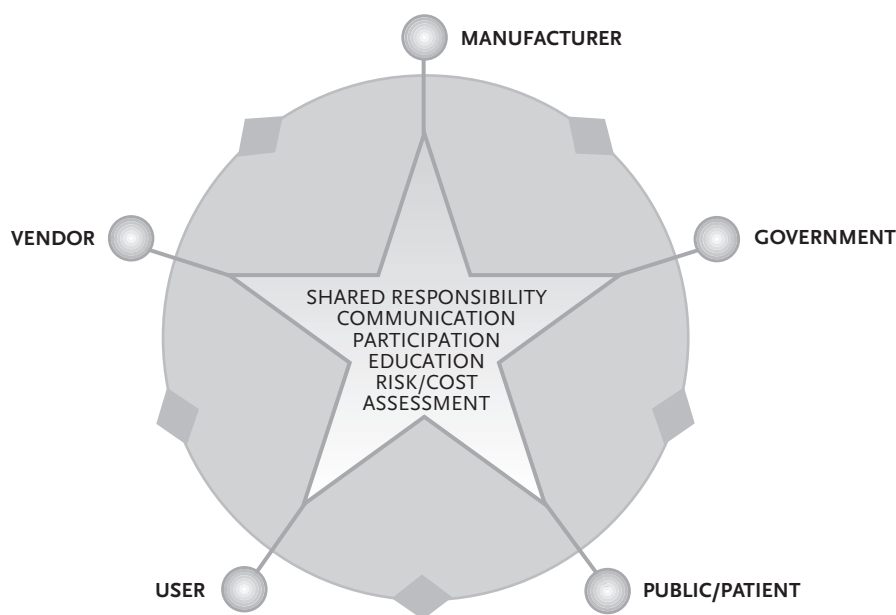 MANUFACTURER
VENDOR
GOVERNMENT
SHARED RESPONSIBILITY
COMMUNICATION
PARTICIPATION
EDUCATION
RISK/COST
ASSESSMENT
USER
PUBLIC/PATIENT